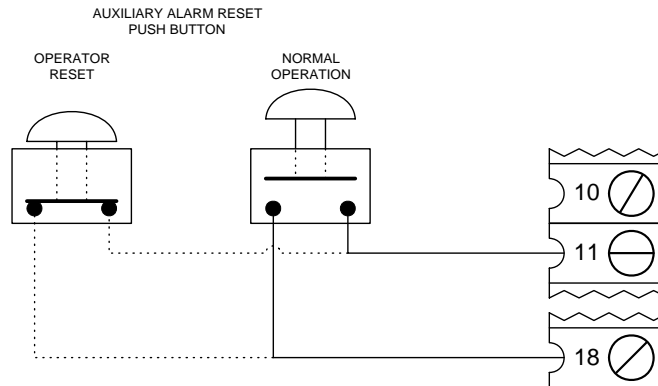 AUXILIARY ALARM RESET
PUSH BUTTON
OPERATOR
RESET
NORMAL
OPERATION
10
11
18